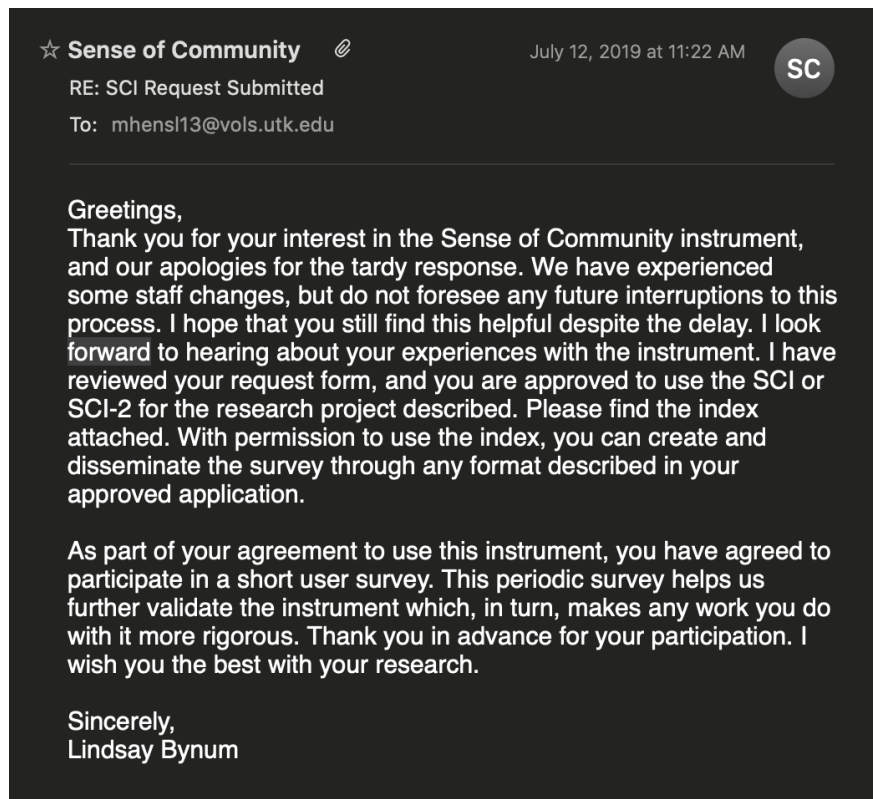 Sense of Community
July 12, 2019 at 11:22 AM
SC
RE: SCI Request Submitted
To: mhensl13@vols.utk.edu
Greetings,
Thank you for your interest in the Sense of Community instrument,
and our apologies for the tardy response. We have experienced
some staff changes, but do not foresee any future interruptions to this
process. I hope that you still find this helpful despite the delay. I look
forward to hearing about your experiences with the instrument. I have
reviewed your request form, and you are approved to use the SCI or
SCI-2 for the research project described. Please find the index
attached. With permission to use the index, you can create and
disseminate the survey through any format described in your
approved application.
As part of your agreement to use this instrument, you have agreed to
participate in a short user survey. This periodic survey helps us
further validate the instrument which, in turn, makes any work you do
with it more rigorous. Thank you in advance for your participation. I
wish you the best with your research.
Sincerely,
Lindsay Bynum